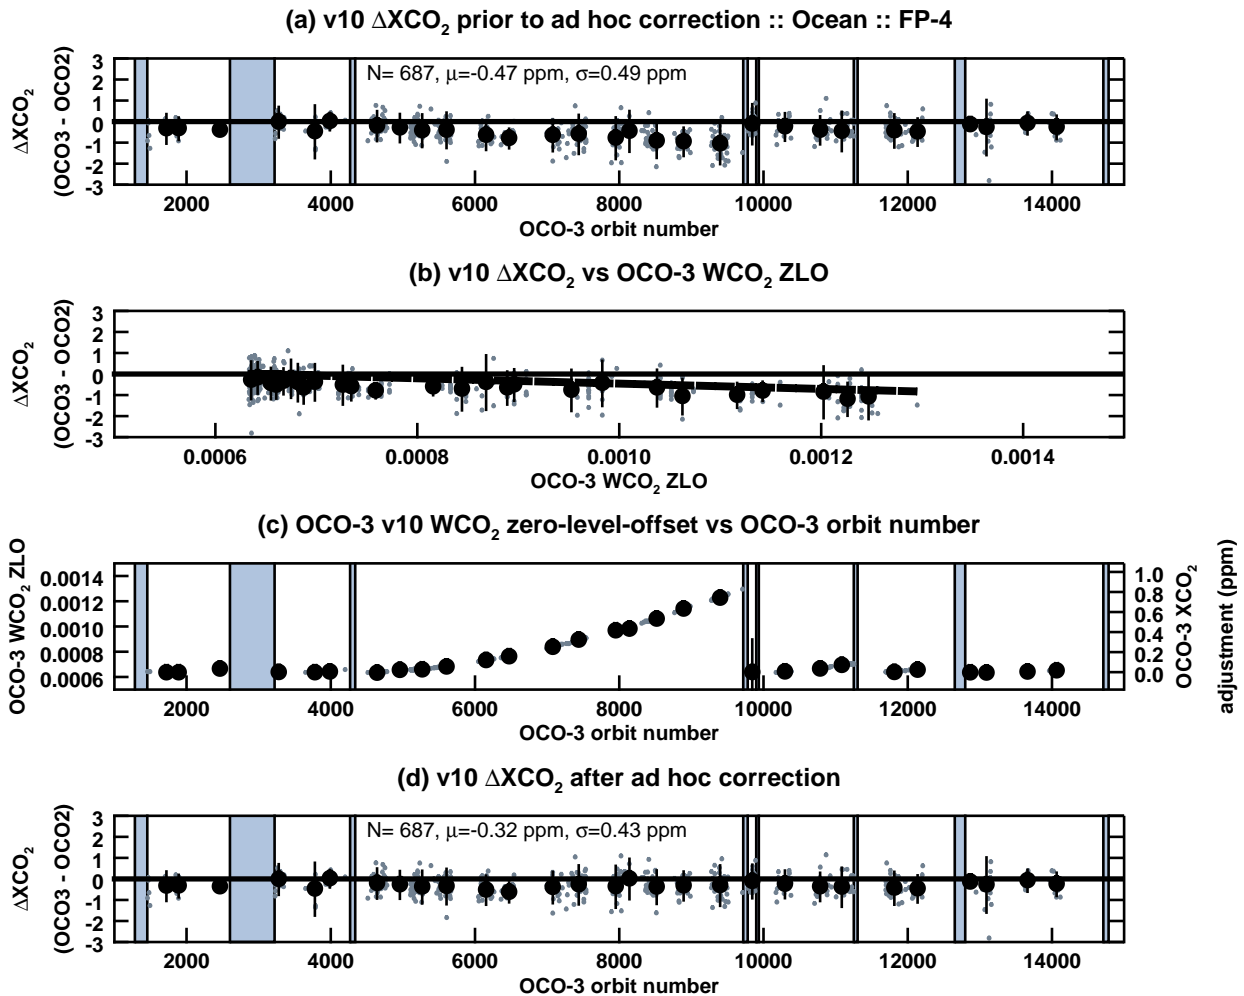 (a) v10 ΔXCO₂ prior to ad hoc correction :: Ocean :: FP-4
ΔXCO₂
(OCO3 - OCO2)
3
2
1
0
-1
-2
-3
N= 687, μ=-0.47 ppm, σ=0.49 ppm
2000 4000 6000 8000 10000 12000 14000
OCO-3 orbit number
(b) v10 ΔXCO₂ vs OCO-3 WCO₂ ZLO
ΔXCO₂
(OCO3 - OCO2)
3
2
1
0
-1
-2
-3
0.0006 0.0008 0.0010 0.0012 0.0014
OCO-3 WCO₂ ZLO
(c) OCO-3 v10 WCO₂ zero-level-offset vs OCO-3 orbit number
OCO-3 WCO₂ ZLO
0.0014
0.0012
0.0010
0.0008
0.0006
1.0
0.8
0.6
0.4
0.2
0.0
OCO-3 XCO₂
adjustment (ppm)
2000 4000 6000 8000 10000 12000 14000
OCO-3 orbit number
(d) v10 ΔXCO₂ after ad hoc correction
ΔXCO₂
(OCO3 - OCO2)
3
2
1
0
-1
-2
-3
N= 687, μ=-0.32 ppm, σ=0.43 ppm
2000 4000 6000 8000 10000 12000 14000
OCO-3 orbit number